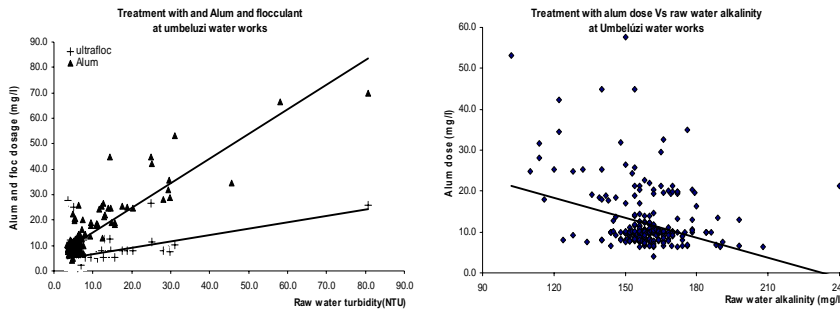 Treatment with and Alum and flocculant
at umbeluzi water works
90.0
80.0
70.0
60.0
50.0
40.0
30.0
20.0
10.0
0.0
Alum and floc dosage (mg/l)
ultrafloc
Alum
0.0 10.0 20.0 30.0 40.0 50.0 60.0 70.0 80.0 90.0
Raw water turbidity(NTU)
Treatment with alum dose Vs raw water alkalinity
at Umbelúzi water works
60.0
50.0
40.0
30.0
20.0
10.0
0.0
Alum dose (mg/l)
90 120 150 180 210 240
Raw water alkalinity (mg/l